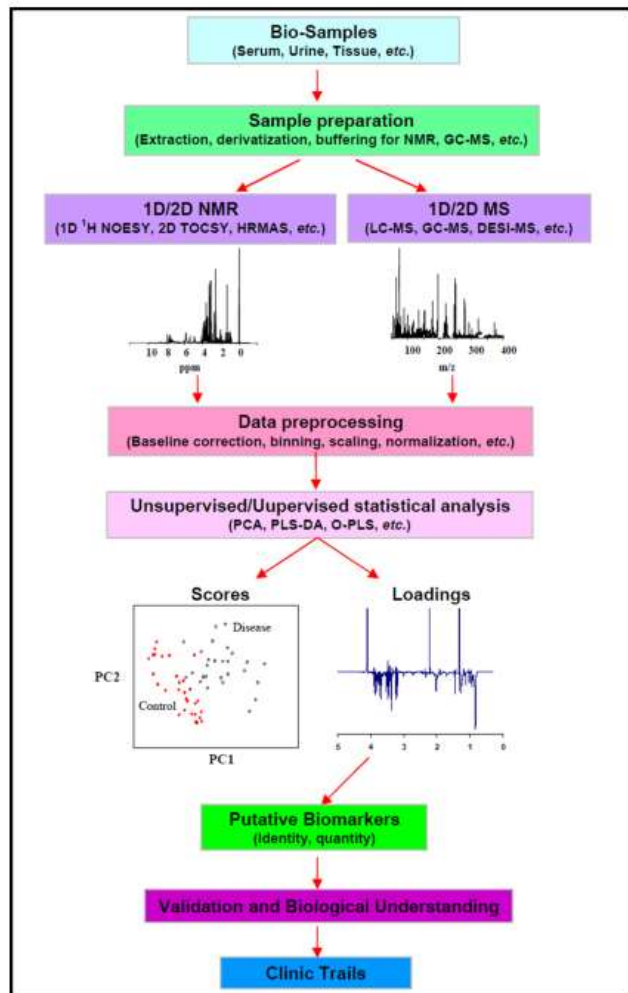 Bio-Samples
(Serum, Urine, Tissue, etc.)
Sample preparation
(Extraction, derivatization, buffering for NMR, GC-MS, etc.)
1D/2D NMR
(1D ¹H NOESY, 2D TOCSY, HRMAS, etc.)
1D/2D MS
(LC-MS, GC-MS, DESI-MS, etc.)
10 8 6 4 2 0
ppm
100 200 300 400
m/z
Data preprocessing
(Baseline correction, binning, scaling, normalization, etc.)
Unsupervised/Uupervised statistical analysis
(PCA, PLS-DA, O-PLS, etc.)
Scores
Disease
PC2
Control
PC1
Loadings
5 4 3 2 1 0
Putative Biomarkers
(identity, quantity)
Validation and Biological Understanding
Clinic Trails